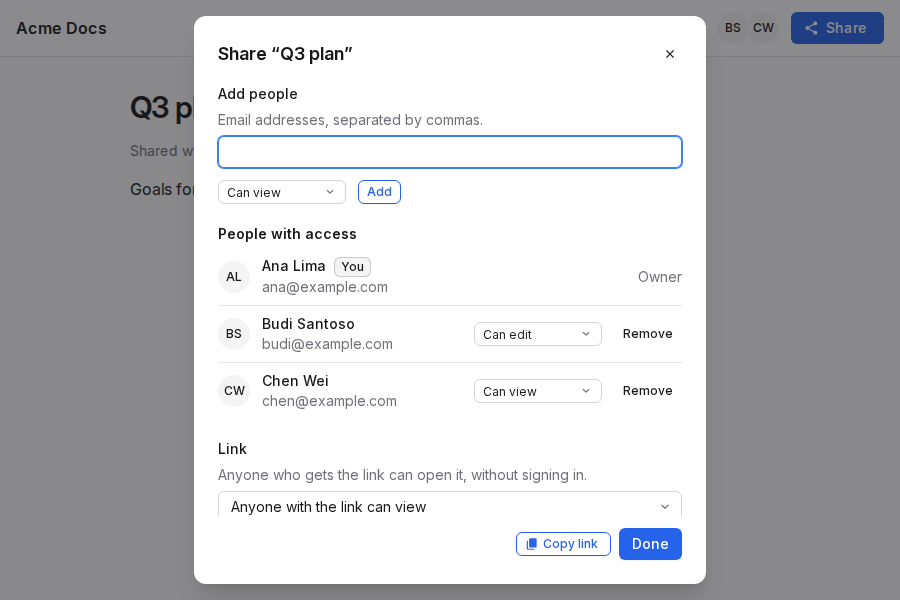 Acme Docs
BS
CW
Share
Q3 p
Shared w
Goals for
Share “Q3 plan”
Add people
Email addresses, separated by commas.
Can view
Add
People with access
AL
Ana Lima
You
ana@example.com
Owner
BS
Budi Santoso
budi@example.com
Can edit
Remove
CW
Chen Wei
chen@example.com
Can view
Remove
Link
Anyone who gets the link can open it, without signing in.
Anyone with the link can view
Copy link
Done